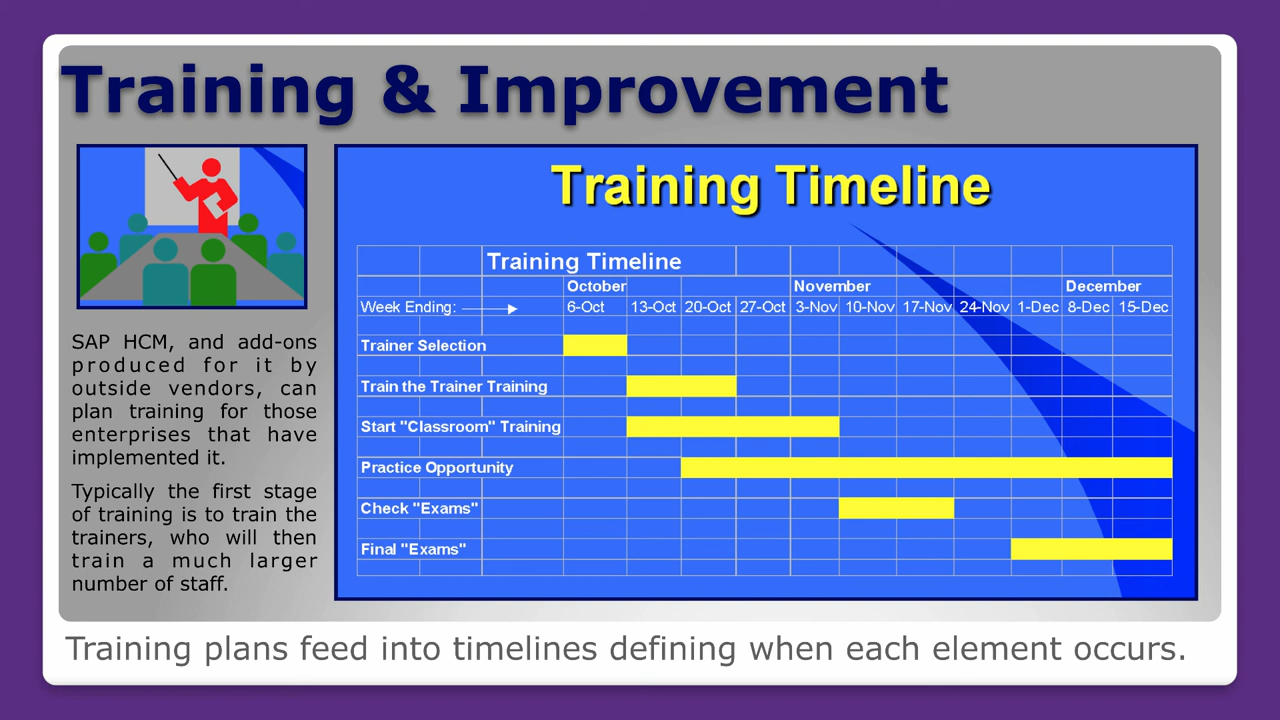 Training & Improvement
SAP HCM, and add-ons
produced for it by
outside vendors, can
plan training for those
enterprises that have
implemented it.
Typically the first stage
of training is to train the
trainers, who will then
train a much larger
number of staff.
Training Timeline
Training Timeline
October November December
Week Ending: 6-Oct 13-Oct 20-Oct 27-Oct 3-Nov 10-Nov 17-Nov 24-Nov 1-Dec 8-Dec 15-Dec
Trainer Selection
Train the Trainer Training
Start "Classroom" Training
Practice Opportunity
Check "Exams"
Final "Exams"
Training plans feed into timelines defining when each element occurs.